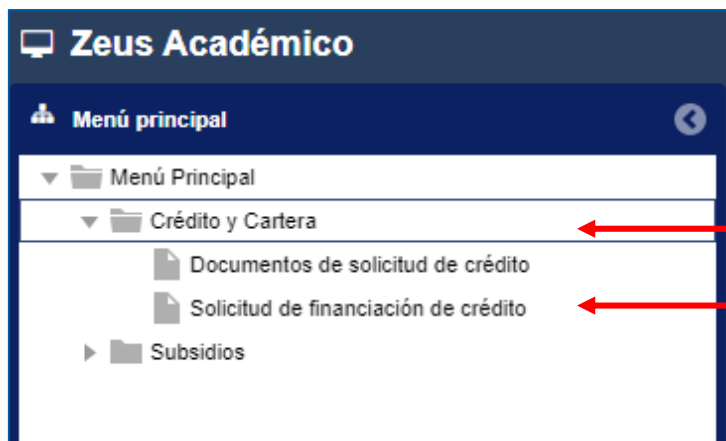 Zeus Académico
Menú principal
Menú Principal
Crédito y Cartera
Documentos de solicitud de crédito
Solicitud de financiación de crédito
Subsidios